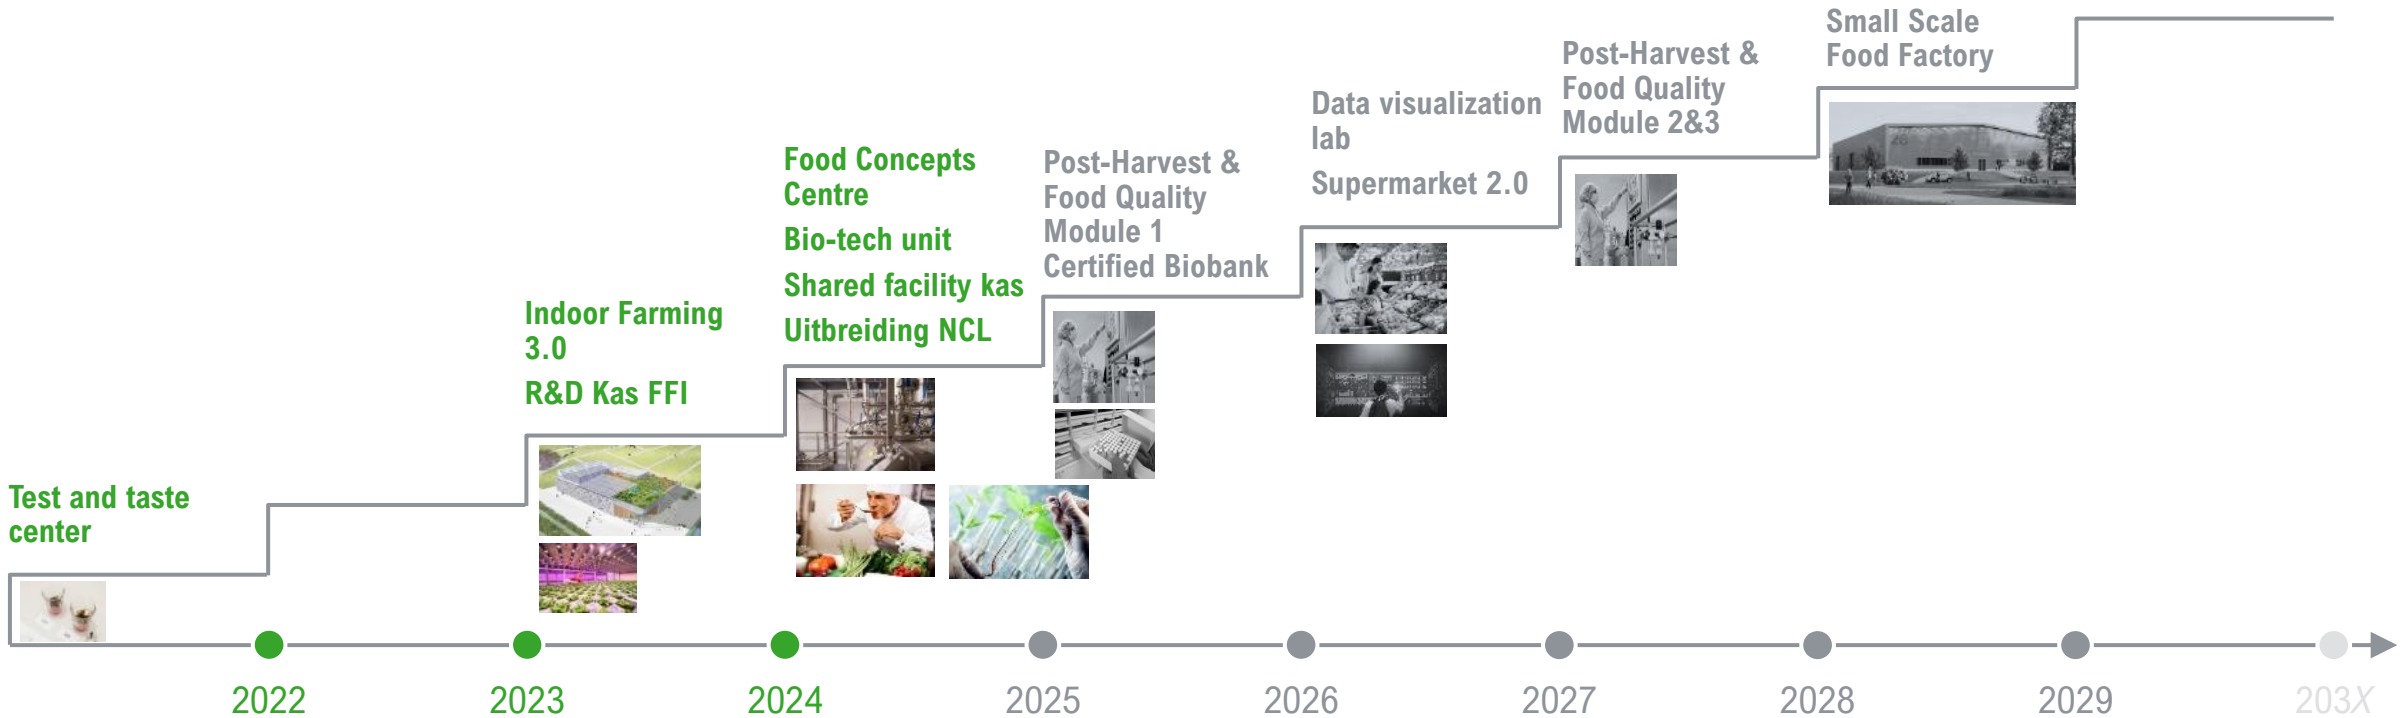 Test and taste
center
Indoor Farming
3.0
R&D Kas FFI
Food Concepts
Centre
Bio-tech unit
Shared facility kas
Uitbreiding NCL
Post-Harvest &
Food Quality
Module 1
Certified Biobank
Data visualization
lab
Supermarket 2.0
Post-Harvest &
Food Quality
Module 2&3
Small Scale
Food Factory
2022
2023
2024
2025
2026
2027
2028
2029
203X